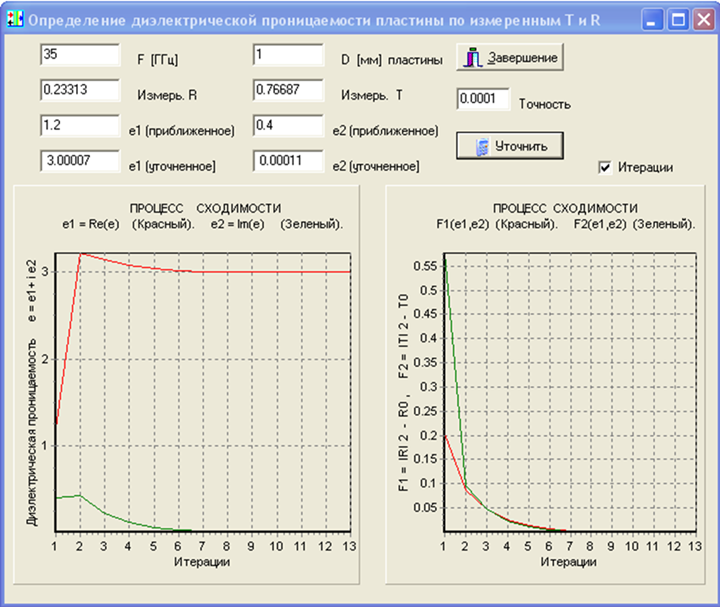 Определение диэлектрической проницаемости пластины по измеренным T и R
35 F [ГГц] 1 D [мм] пластины Завершение
0.23313 Измерь. R 0.76687 Измерь. T 0.0001 Точность
1.2 e1 (приближенное) 0.4 e2 (приближенное)
3.00007 e1 (уточненное) 0.00011 e2 (уточненное) Уточнить Итерации
ПРОЦЕСС СХОДИМОСТИ
e1 = Re(e) (Красный). e2 = Im(e) (Зеленый).
Диэлектрическая проницаемость e = e1+ i e2
3
2
1
1 2 3 4 5 6 7 8 9 10 11 12 13
Итерации
ПРОЦЕСС СХОДИМОСТИ
F1(e1,e2) (Красный). F2(e1,e2) (Зеленый).
F1 = IRI 2 - R0 , F2 = ITI 2 - T0
0.55
0.5
0.45
0.4
0.35
0.3
0.25
0.2
0.15
0.1
0.05
1 2 3 4 5 6 7 8 9 10 11 12 13
Итерации